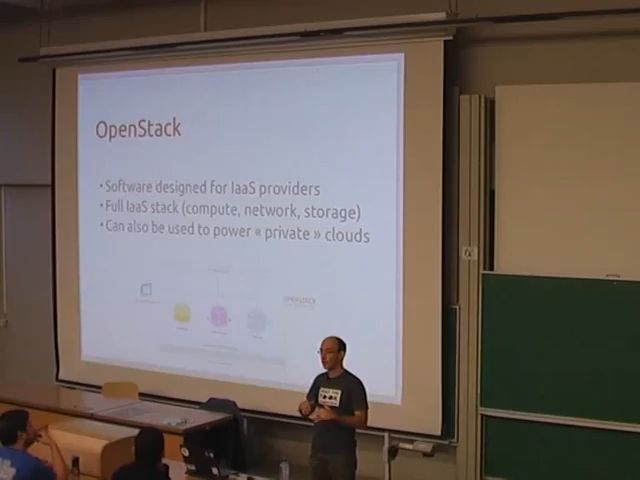 OpenStack
• Software designed for IaaS providers
• Full IaaS stack (compute, network, storage)
• Can also be used to power « private » clouds
OPENSTACK